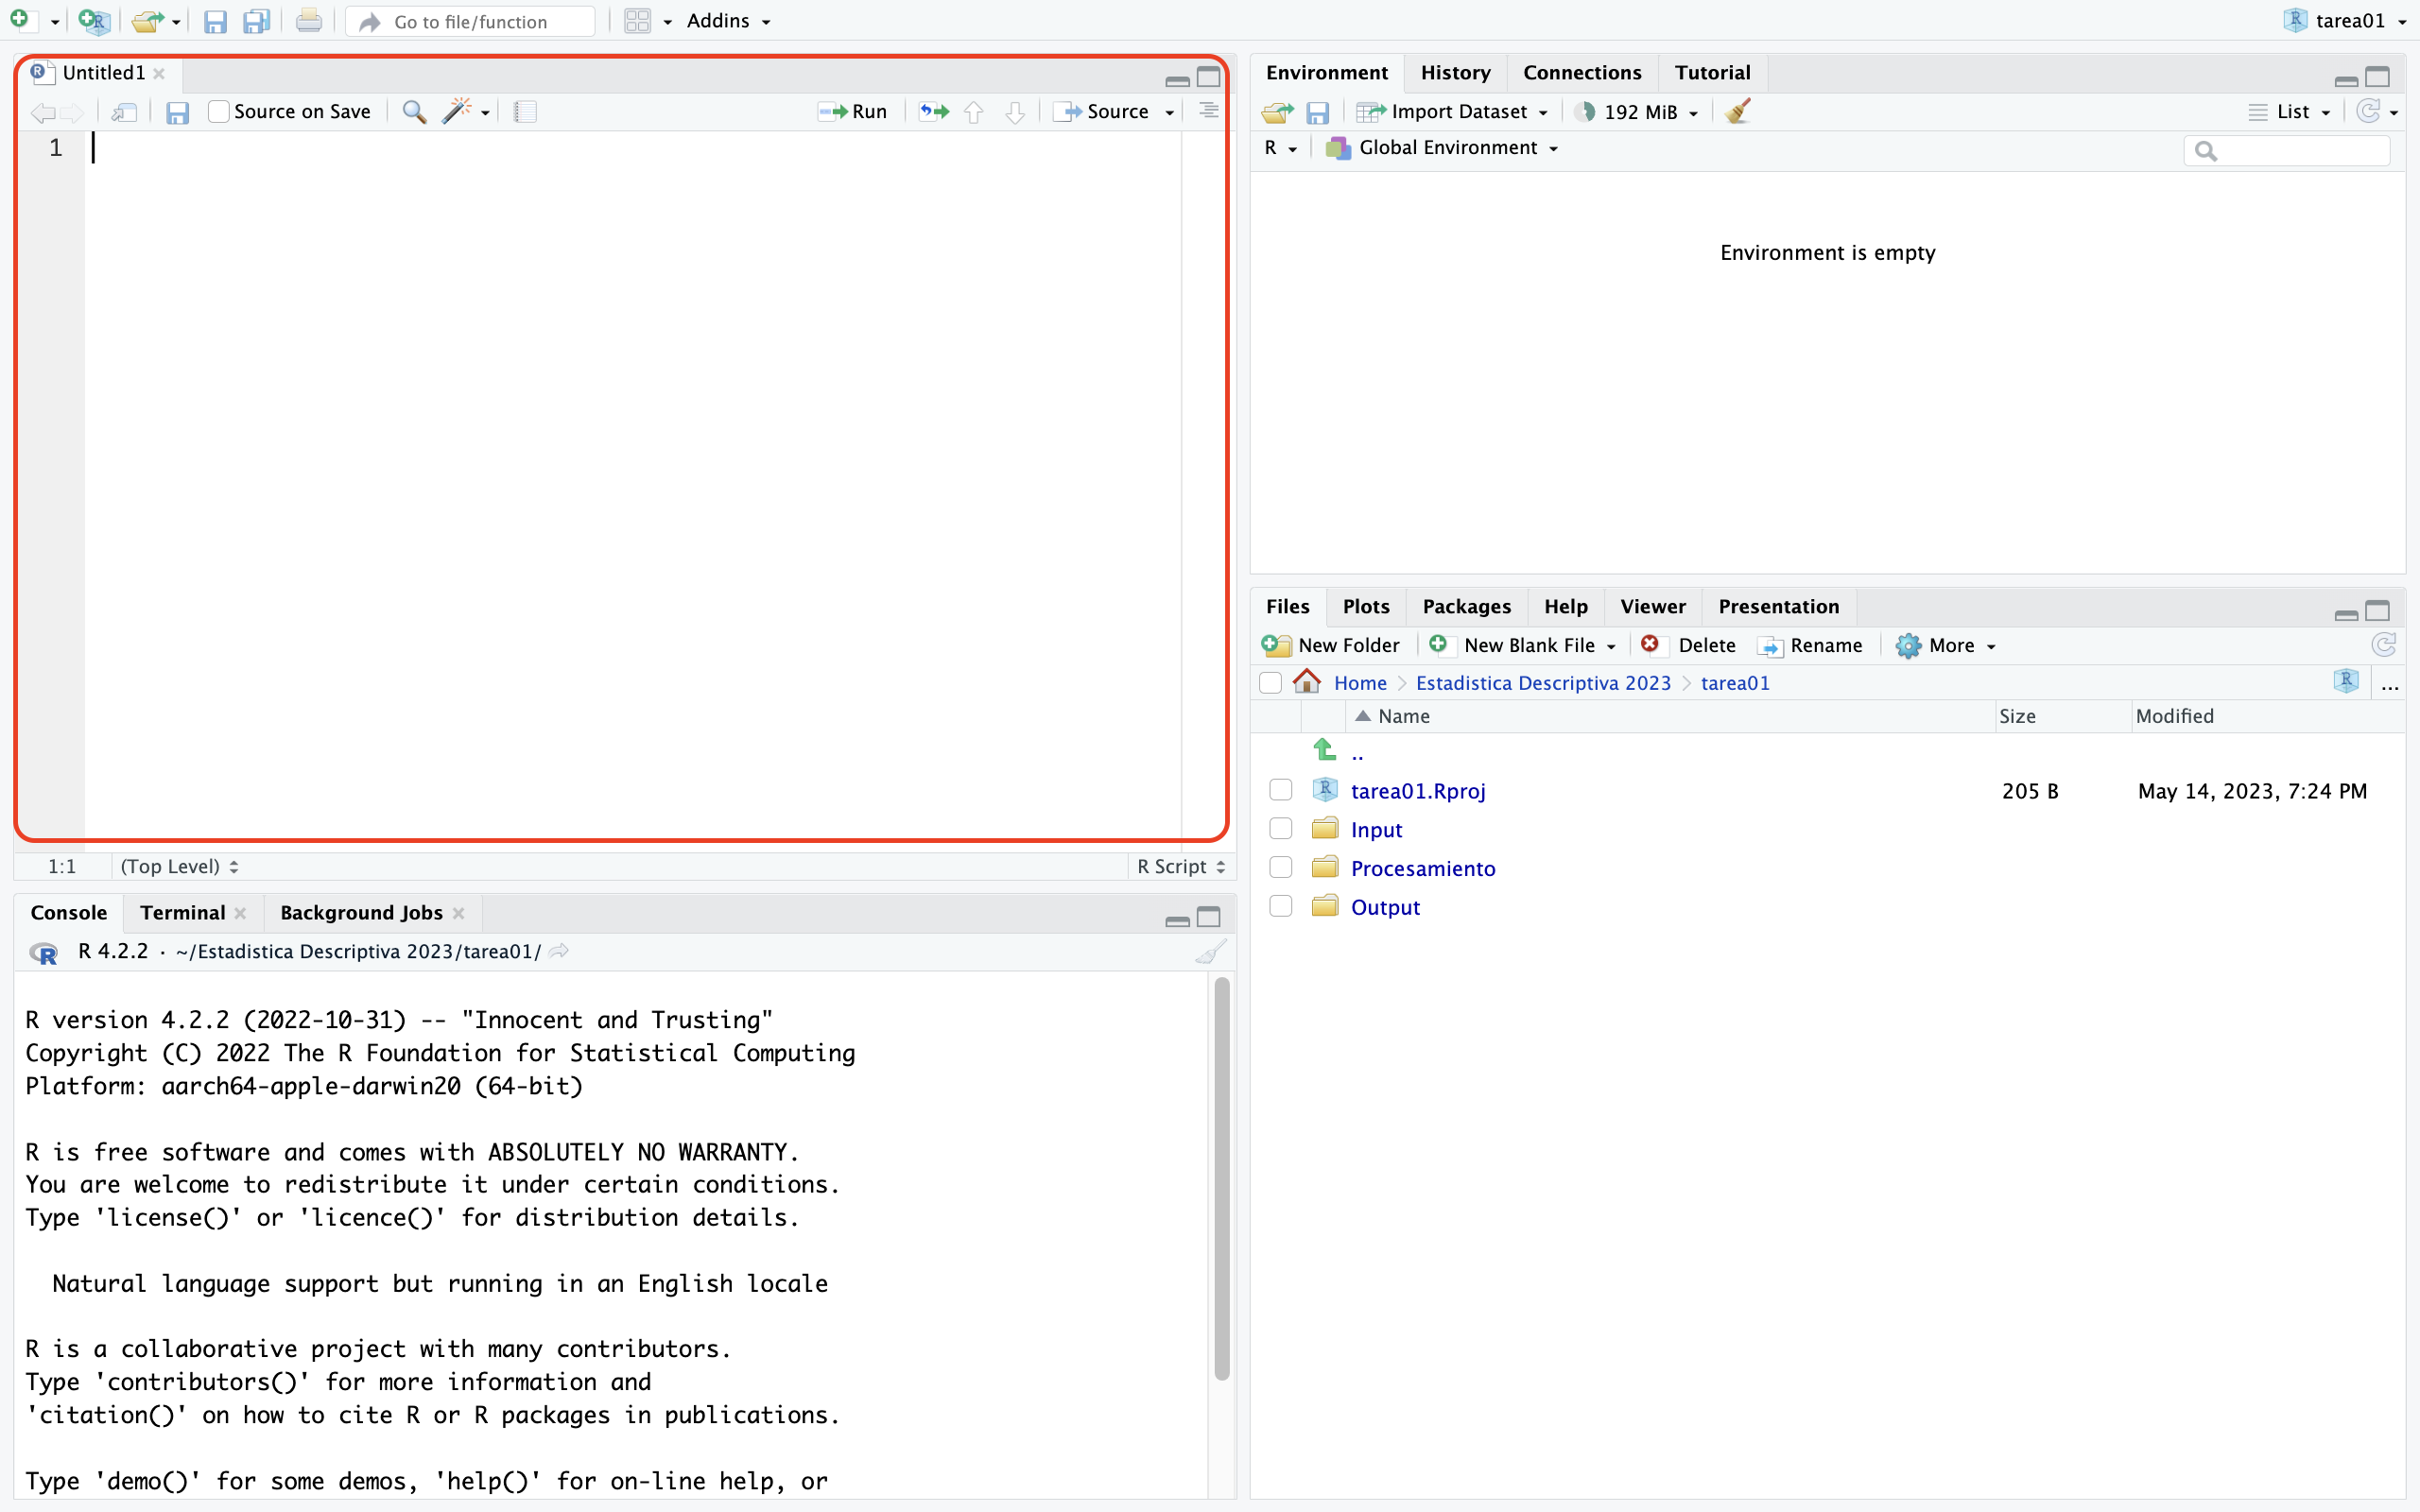 Go to file/function
Addins
tarea01
Untitled1
Source on Save
Run
Source
1
1:1
(Top Level)
R Script
Console
Terminal
Background Jobs
R 4.2.2 · ~/Estadistica Descriptiva 2023/tarea01/
R version 4.2.2 (2022-10-31) -- "Innocent and Trusting"
Copyright (C) 2022 The R Foundation for Statistical Computing
Platform: aarch64-apple-darwin20 (64-bit)
R is free software and comes with ABSOLUTELY NO WARRANTY.
You are welcome to redistribute it under certain conditions.
Type 'license()' or 'licence()' for distribution details.
Natural language support but running in an English locale
R is a collaborative project with many contributors.
Type 'contributors()' for more information and
'citation()' on how to cite R or R packages in publications.
Type 'demo()' for some demos, 'help()' for on-line help, or
Environment
History
Connections
Tutorial
Import Dataset
192 MiB
List
R
Global Environment
Environment is empty
Files
Plots
Packages
Help
Viewer
Presentation
New Folder
New Blank File
Delete
Rename
More
Home
Estadistica Descriptiva 2023
tarea01
...
Name
Size
Modified
..
tarea01.Rproj
205 B
May 14, 2023, 7:24 PM
Input
Procesamiento
Output